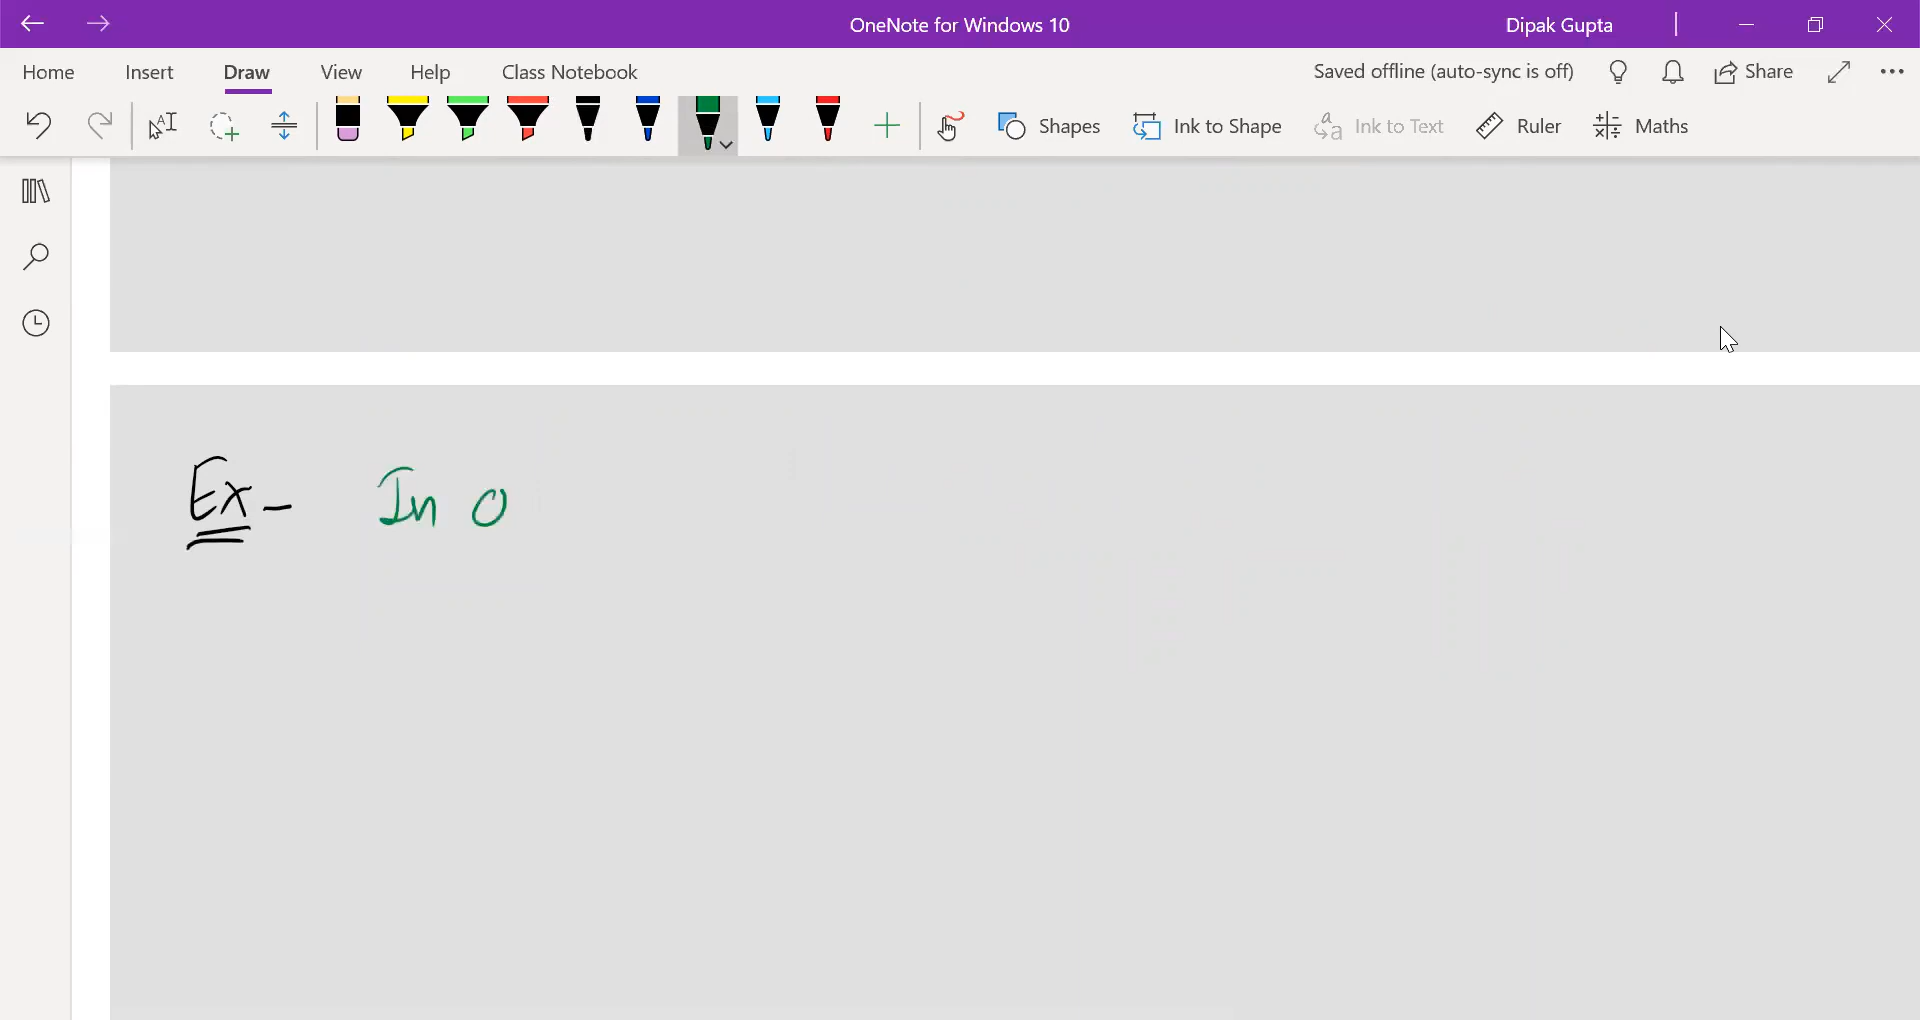 OneNote for Windows 10
Dipak Gupta
Home Insert Draw View Help Class Notebook
Saved offline (auto-sync is off)
Share
Shapes
Ink to Shape
Ink to Text
Ruler
Maths
Ex- In O